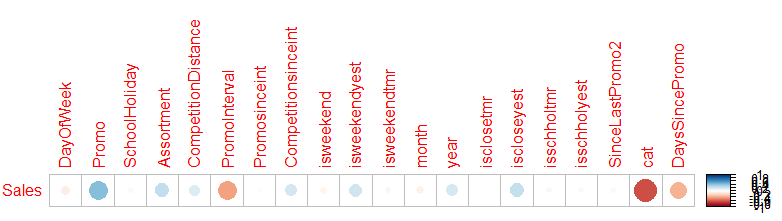 DayOfWeek
Promo
SchoolHoliday
Assortment
CompetitionDistance
PromoInterval
Promosinceint
Competitionsinceint
isweekend
isweekendyest
isweekendtmr
month
year
isclosetmr
iscloseyest
isschholtmr
isschholyest
SinceLastPromo2
cat
DaysSincePromo
Sales